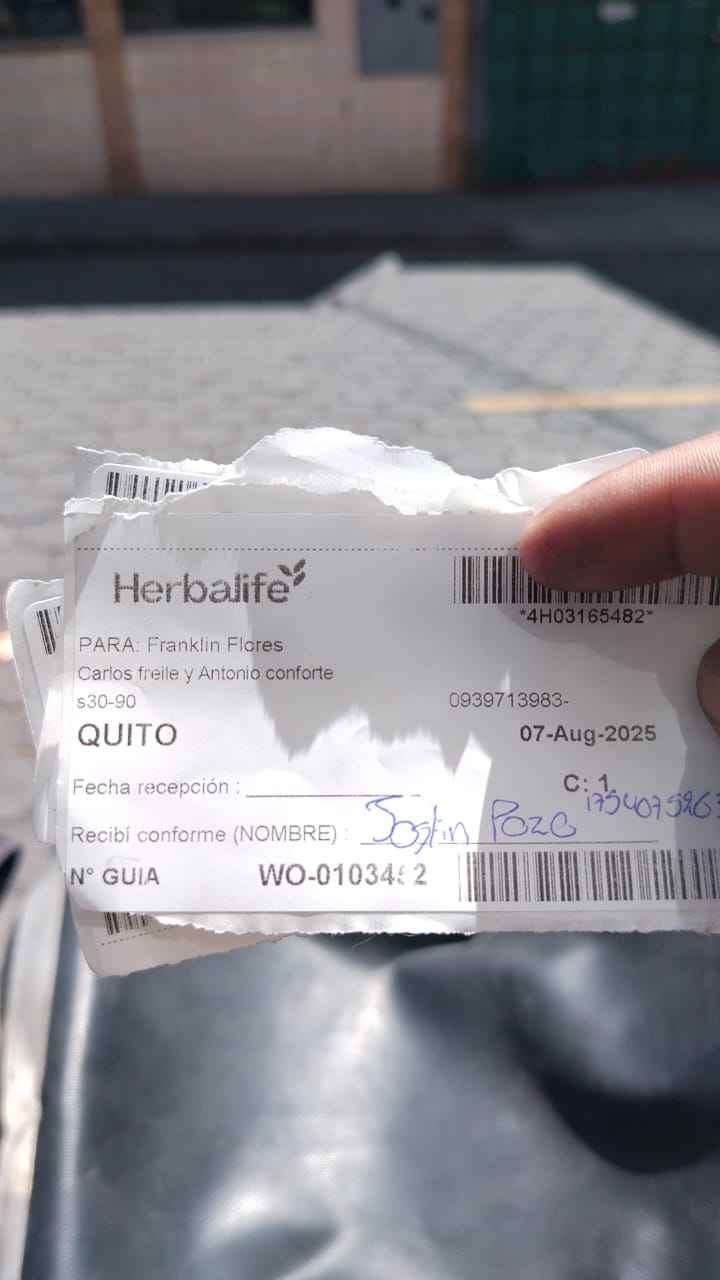 Herbalife
*4H03165482*
PARA: Franklin Flores
Carlos freile y Antonio conforte
s30-90 0939713983-
QUITO 07-Aug-2025
Fecha recepción : C: 1
Recibí conforme (NOMBRE) : Jostin Pozo
N° GUIA